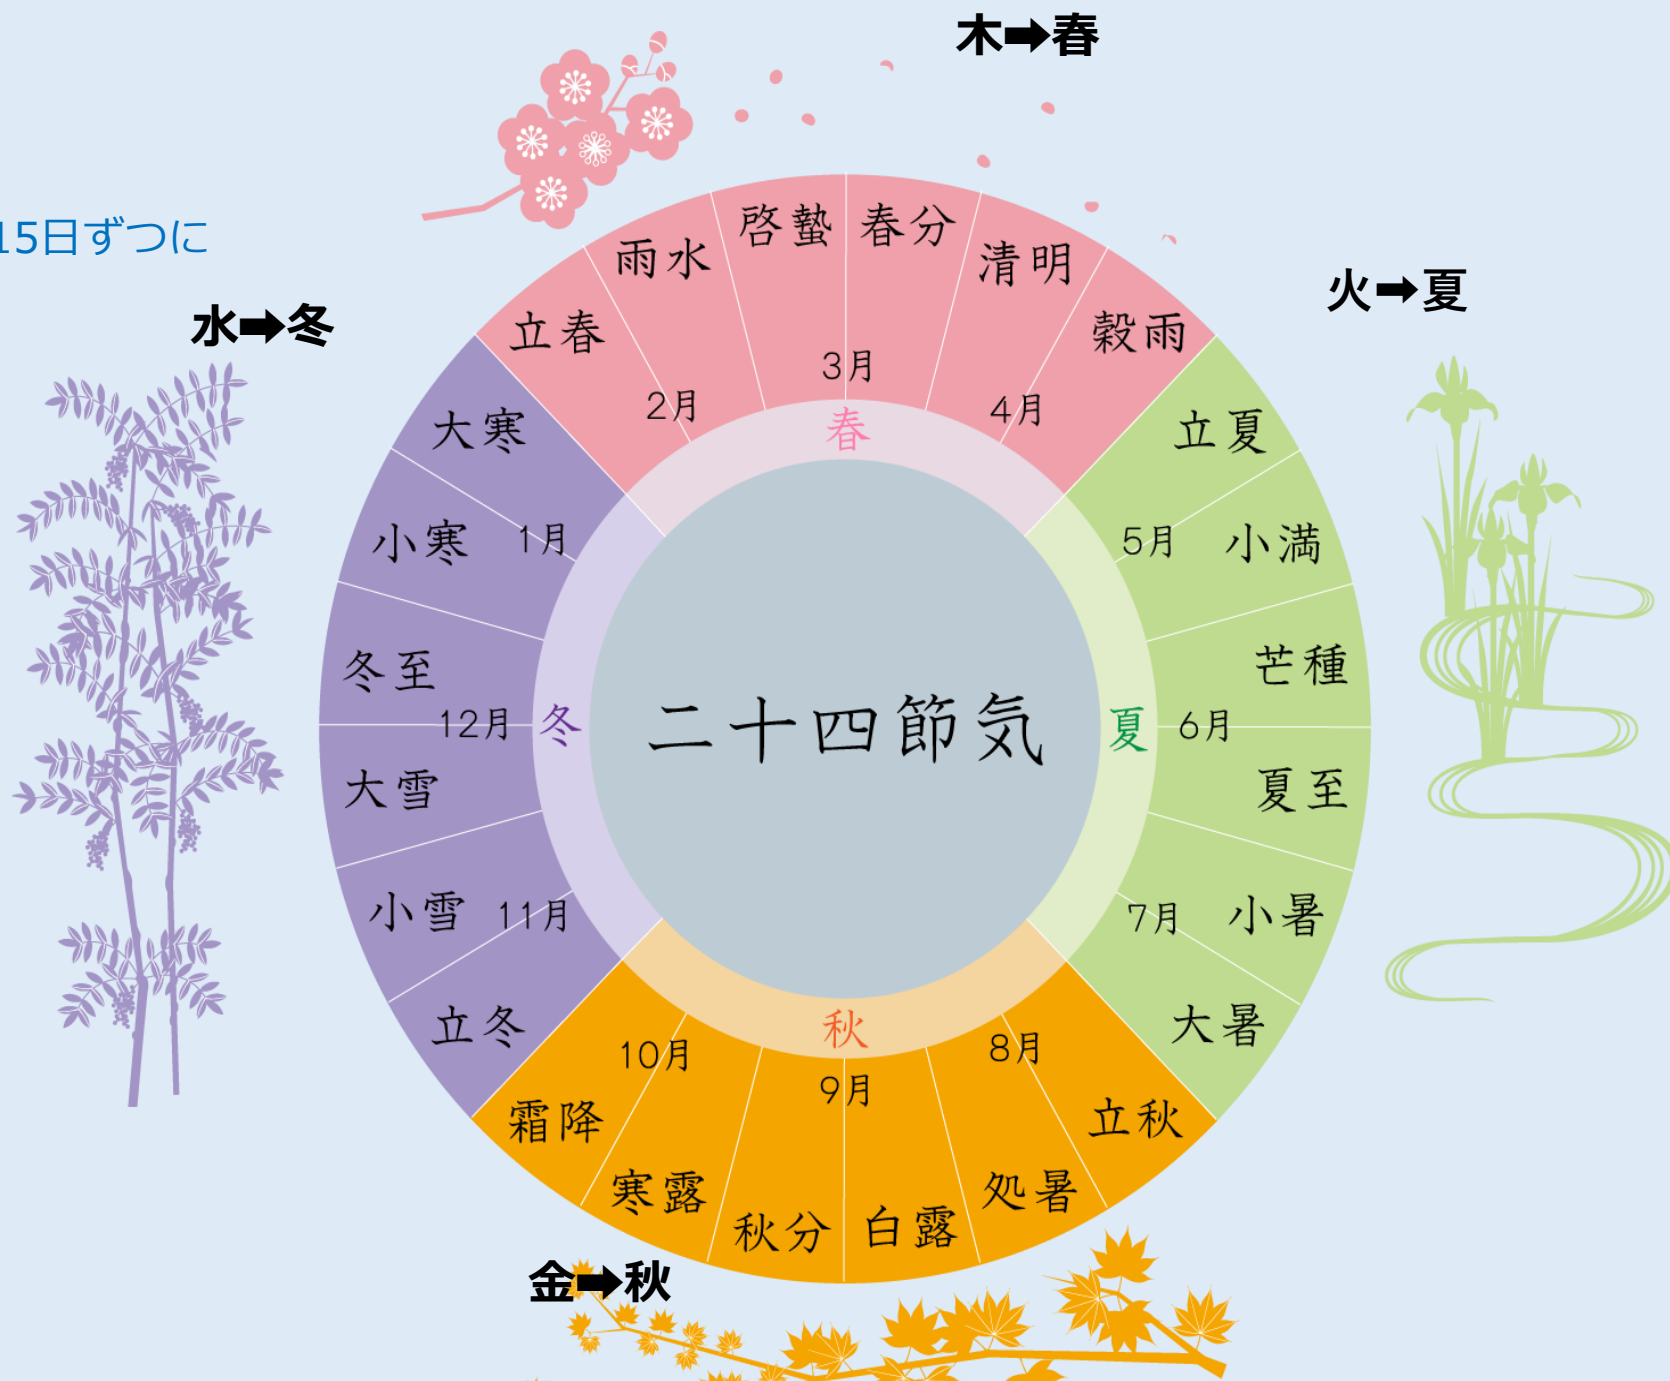 木➡春
15日ずつに
火➡夏
水➡冬
立春
雨水
啓蟄
春分
清明
穀雨
2月
3月
4月
春
立夏
小満
芒種
夏至
小暑
大暑
5月
6月
7月
夏
立秋
処暑
白露
秋分
寒露
霜降
8月
9月
10月
秋
立冬
小雪
大雪
冬至
小寒
大寒
11月
12月
1月
冬
二十四節気
金➡秋